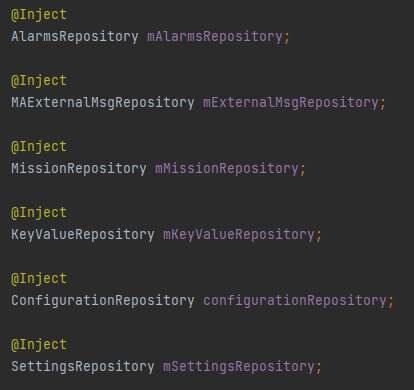 @Inject
AlarmsRepository mAlarmsRepository;
@Inject
MAExternalMsgRepository mExternalMsgRepository;
@Inject
MissionRepository mMissionRepository;
@Inject
KeyValueRepository mKeyValueRepository;
@Inject
ConfigurationRepository configurationRepository;
@Inject
SettingsRepository mSettingsRepository;